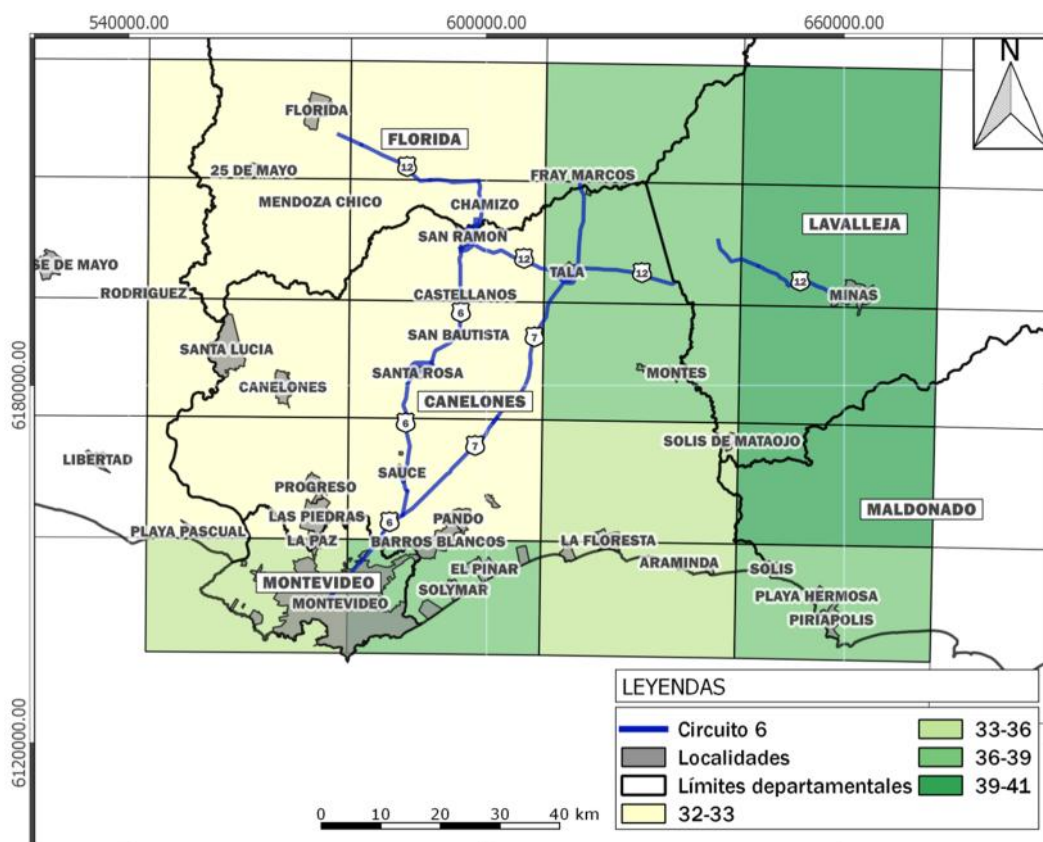 540000.00 600000.00 660000.00
N
FLORIDA
FLORIDA
12
25 DE MAYO
FRAY MARCOS
MENDOZA CHICO
CHAMIZO
LAVALLEJA
SAN RAMON
SE DE MAYO
12
TALA
12
12
RODRIGUEZ
CASTELLANOS
MINAS
6
SAN BAUTISTA
7
SANTA LUCIA
SANTA ROSA
MONTES
CANELONES
CANELONES
6180000.00
6
7
SOLIS DE MATAOJO
LIBERTAD
SAUCE
PROGRESO
MALDONADO
LAS PIEDRAS
6
PANDO
PLAYA PASCUAL
LA PAZ
BARROS BLANCOS
LA FLORESTA
EL PINAR
ARAMINDA
SOLIS
MONTEVIDEO
SOLYMAR
PLAYA HERMOSA
MONTEVIDEO
PIRIAPOLIS
6120000.00
LEYENDAS
Circuito 6
Localidades
Límites departamentales
32-33
33-36
36-39
39-41
0 10 20 30 40 km